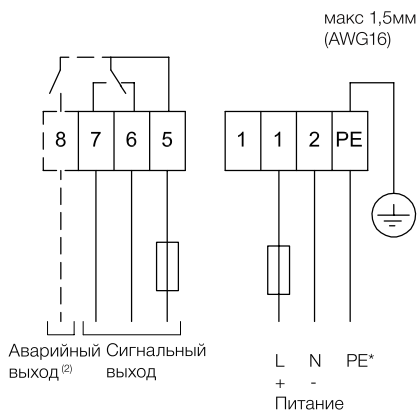 макс 1,5мм
(AWG16)
8 7 6 5 1 1 2 PE
Аварийный Сигнальный
выход (2) выход
L N PE*
+ -
Питание